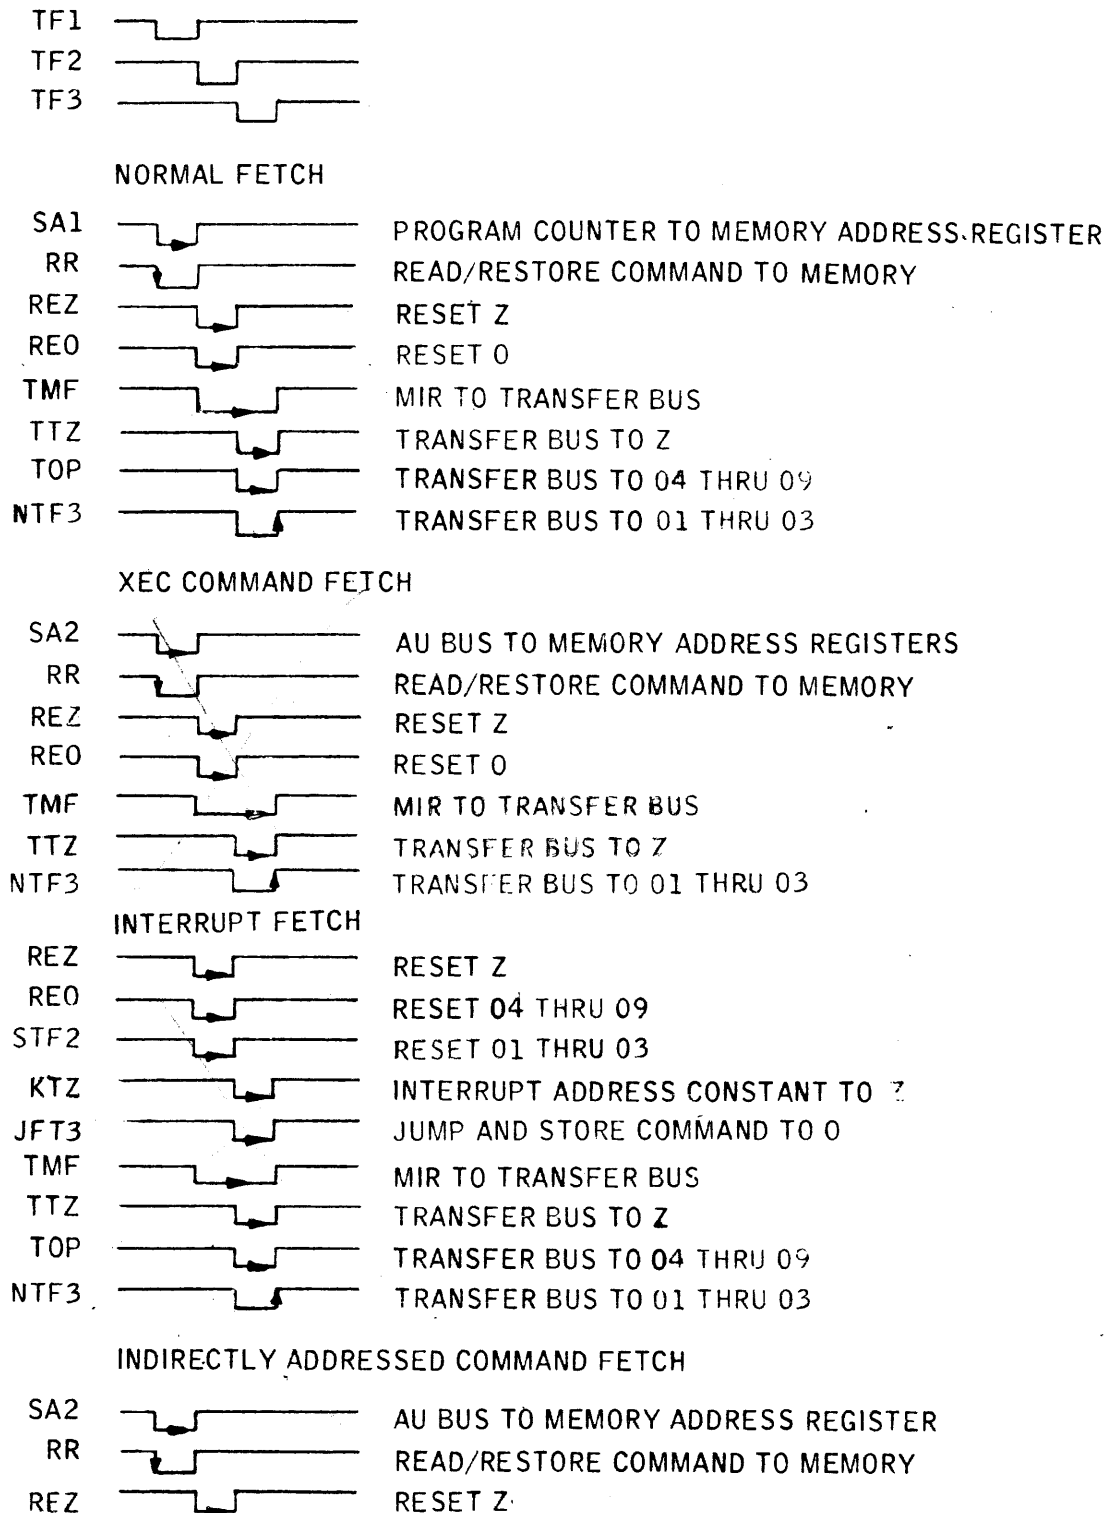 TF1
TF2
TF3
NORMAL FETCH
SA1 PROGRAM COUNTER TO MEMORY ADDRESS REGISTER
RR READ/RESTORE COMMAND TO MEMORY
REZ RESET Z
REO RESET O
TMF MIR TO TRANSFER BUS
TTZ TRANSFER BUS TO Z
TOP TRANSFER BUS TO 04 THRU 09
NTF3 TRANSFER BUS TO 01 THRU 03
XEC COMMAND FETCH
SA2 AU BUS TO MEMORY ADDRESS REGISTERS
RR READ/RESTORE COMMAND TO MEMORY
REZ RESET Z
REO RESET O
TMF MIR TO TRANSFER BUS
TTZ TRANSFER BUS TO Z
NTF3 TRANSFER BUS TO 01 THRU 03
INTERRUPT FETCH
REZ RESET Z
REO RESET 04 THRU 09
STF2 RESET 01 THRU 03
KTZ INTERRUPT ADDRESS CONSTANT TO Z
JFT3 JUMP AND STORE COMMAND TO O
TMF MIR TO TRANSFER BUS
TTZ TRANSFER BUS TO Z
TOP TRANSFER BUS TO 04 THRU 09
NTF3 TRANSFER BUS TO 01 THRU 03
INDIRECTLY ADDRESSED COMMAND FETCH
SA2 AU BUS TO MEMORY ADDRESS REGISTER
RR READ/RESTORE COMMAND TO MEMORY
REZ RESET Z